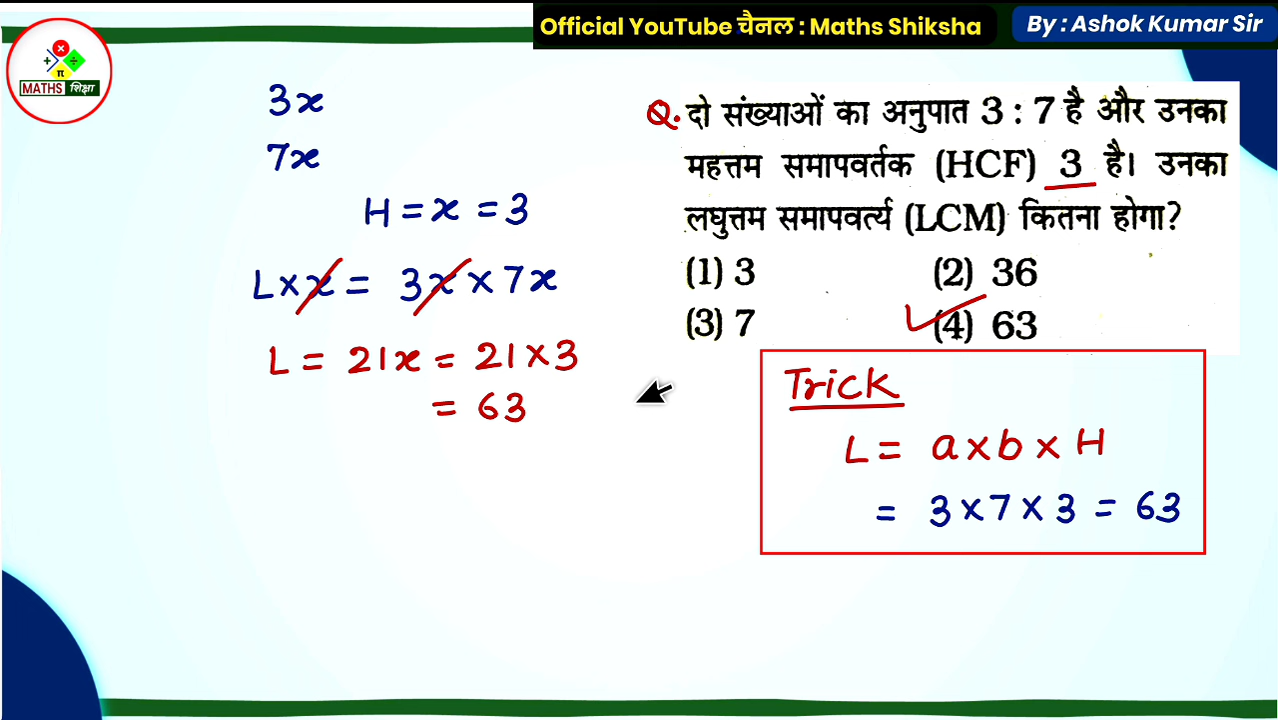 Official YouTube चैनल : Maths Shiksha
By : Ashok Kumar Sir
MATHS शिक्षा
3x
7x
H = x = 3
L × x = 3x × 7x
L = 21x = 21 × 3
= 63
Q. दो संख्याओं का अनुपात 3 : 7 है और उनका
महत्तम समापवर्तक (HCF) 3 है। उनका
लघुत्तम समापवर्त्य (LCM) कितना होगा?
(1) 3 (2) 36
(3) 7 (4) 63
Trick
L = a × b × H
= 3 × 7 × 3 = 63